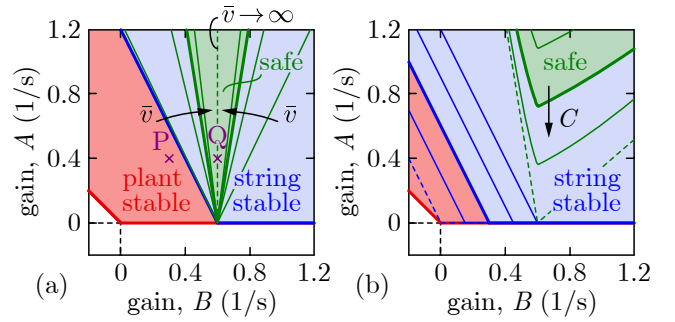 v̄→∞
1.2
0.8
0.4
0
gain, A (1/s)
safe
v̄
v̄
P
Q
plant
stable
string
stable
0
0.4
0.8
1.2
(a)
gain, B (1/s)
1.2
0.8
0.4
0
gain, A (1/s)
safe
C
string
stable
0
0.4
0.8
1.2
(b)
gain, B (1/s)